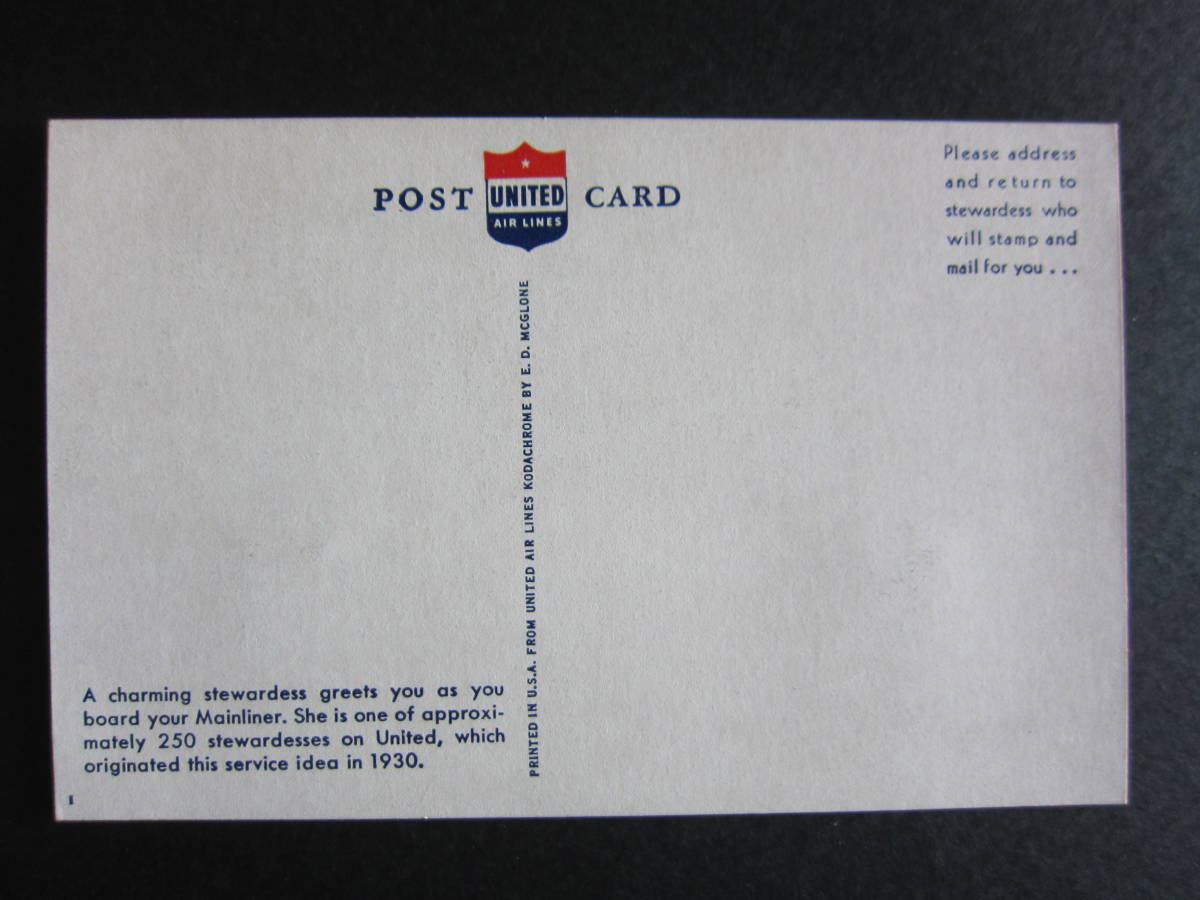 POST UNITED CARD
AIR LINES
Please address
and return to
stewardess who
will stamp and
mail for you . . .
PRINTED IN U.S.A. FROM UNITED AIR LINES KODACHROME BY E. D. MCGLONE
A charming stewardess greets you as you
board your Mainliner. She is one of approxi-
mately 250 stewardesses on United, which
originated this service idea in 1930.
1